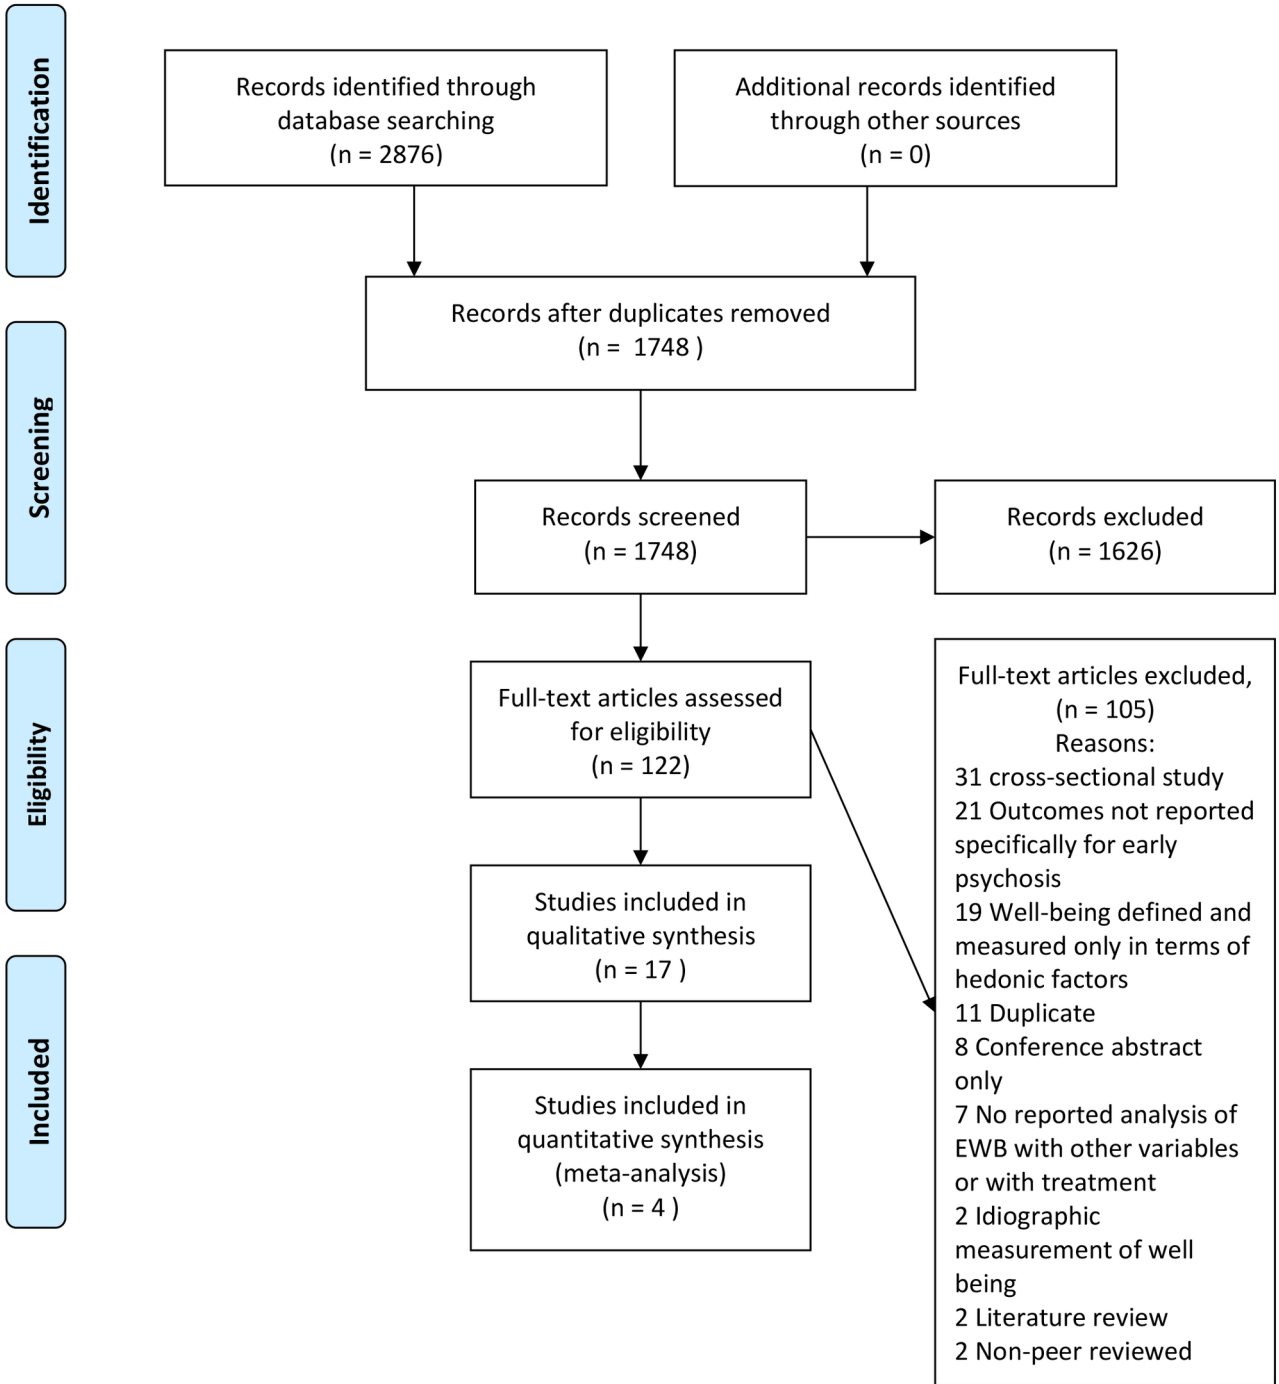 Identification
Records identified through
database searching
(n = 2876)
Additional records identified
through other sources
(n = 0)
Records after duplicates removed
(n =  1748 )
Screening
Records screened
(n = 1748)
Records excluded
(n = 1626)
Eligibility
Full-text articles assessed
for eligibility
(n = 122)
Full-text articles excluded,
(n = 105)
Reasons:
31 cross-sectional study
21 Outcomes not reported
specifically for early
psychosis
19 Well-being defined and
measured only in terms of
hedonic factors
11 Duplicate
8 Conference abstract
only
7 No reported analysis of
EWB with other variables
or with treatment
2 Idiographic
measurement of well
being
2 Literature review
2 Non-peer reviewed
Studies included in
qualitative synthesis
(n = 17 )
Included
Studies included in
quantitative synthesis
(meta-analysis)
(n = 4 )